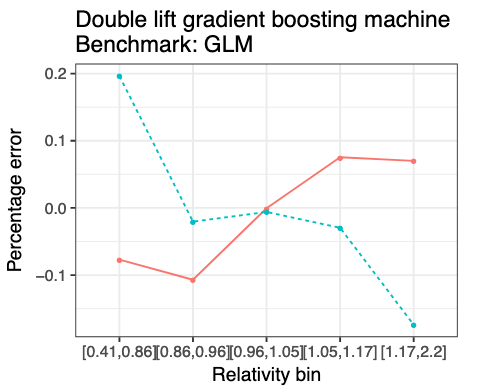 Double lift gradient boosting machine
Benchmark: GLM
Percentage error
0.2
0.1
0.0
−0.1
[0.41,0.86] [0.86,0.96] [0.96,1.05] [1.05,1.17] [1.17,2.2]
Relativity bin